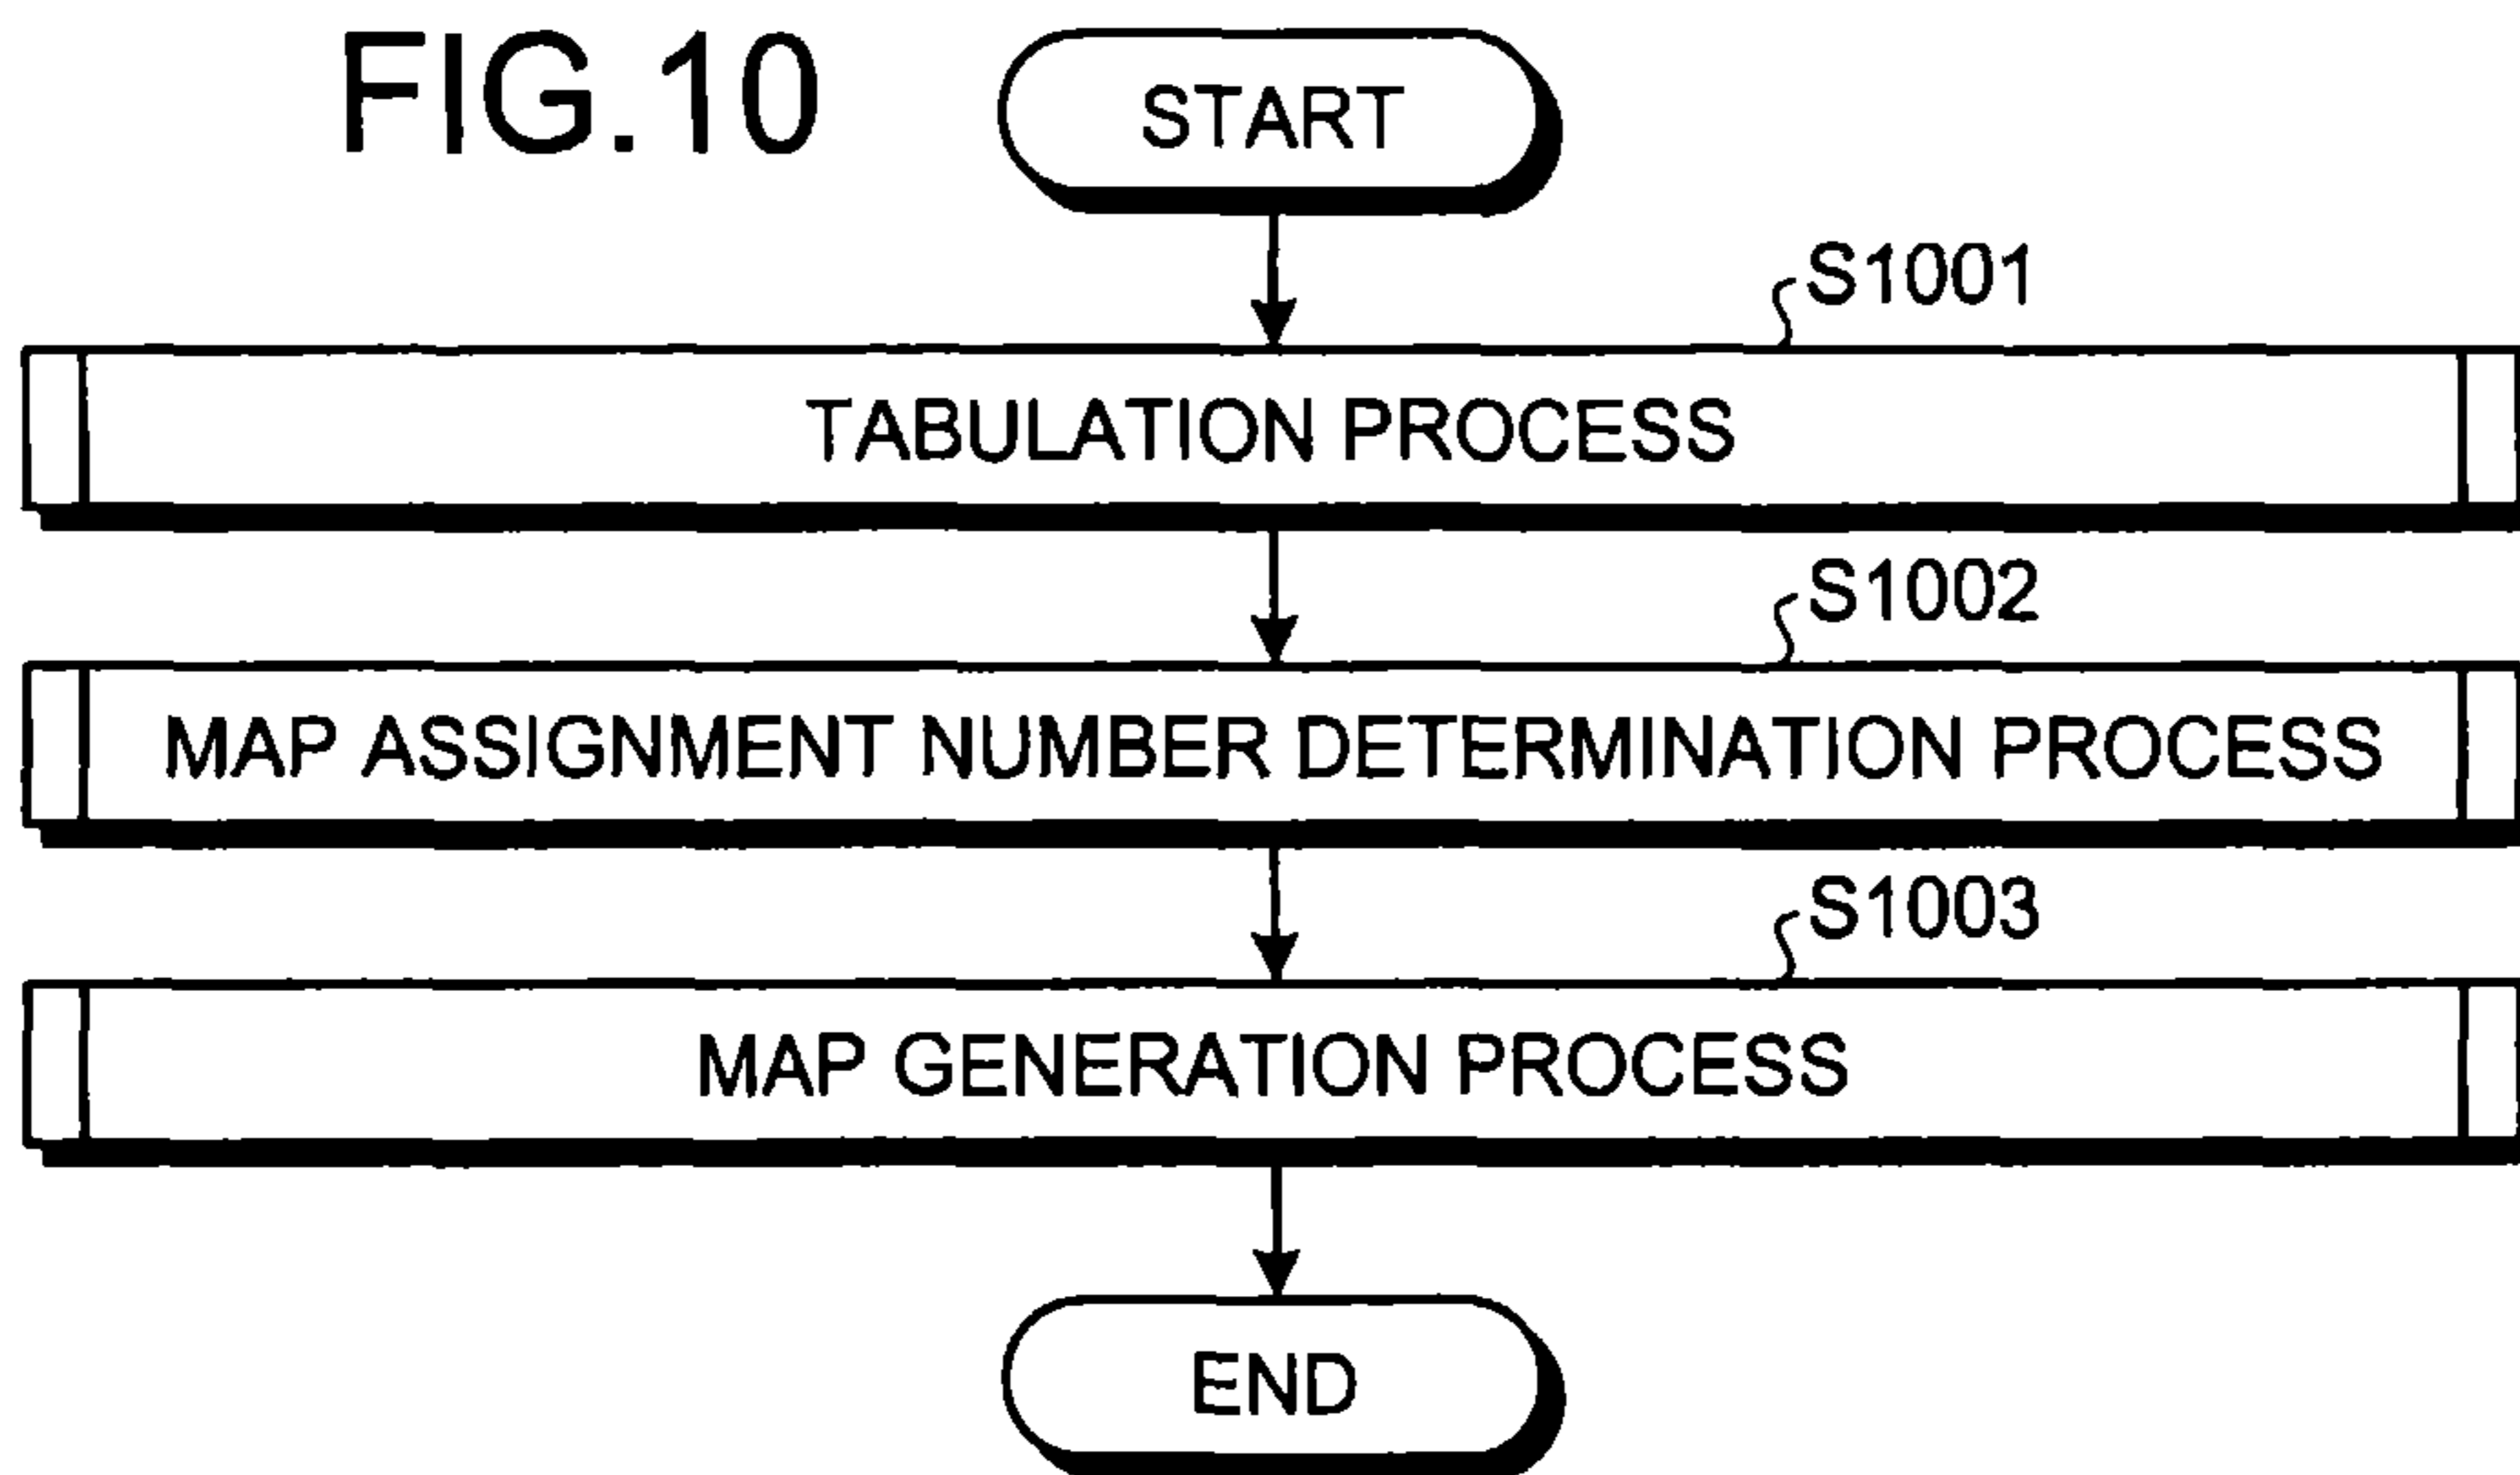 FIG.10
START
S1001
TABULATION PROCESS
S1002
MAP ASSIGNMENT NUMBER DETERMINATION PROCESS
S1003
MAP GENERATION PROCESS
END